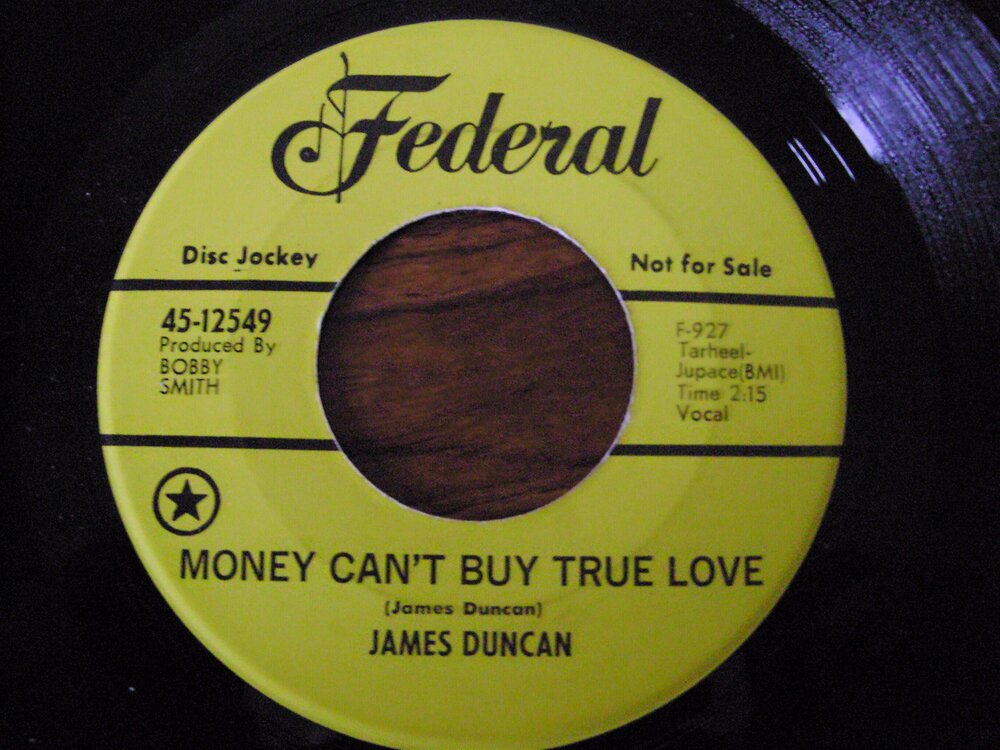 Federal
Disc Jockey
Not for Sale
45-12549
Produced By
BOBBY
SMITH
F-927
Tarheel-
Jupace(BMI)
Time 2:15
Vocal
MONEY CAN'T BUY TRUE LOVE
(James Duncan)
JAMES DUNCAN